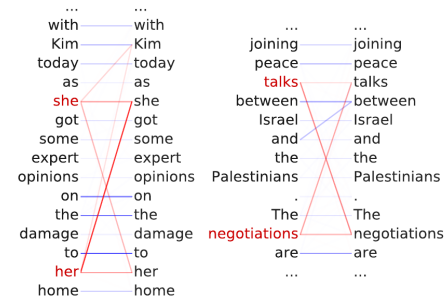 ... ...
with with
Kim Kim
today today
as as
she she
got got
some some
expert expert
opinions opinions
on on
the the
damage damage
to to
her her
home home
... ...
joining joining
peace peace
talks talks
between between
Israel Israel
and and
the the
Palestinians Palestinians
. .
The The
negotiations negotiations
are are
... ...